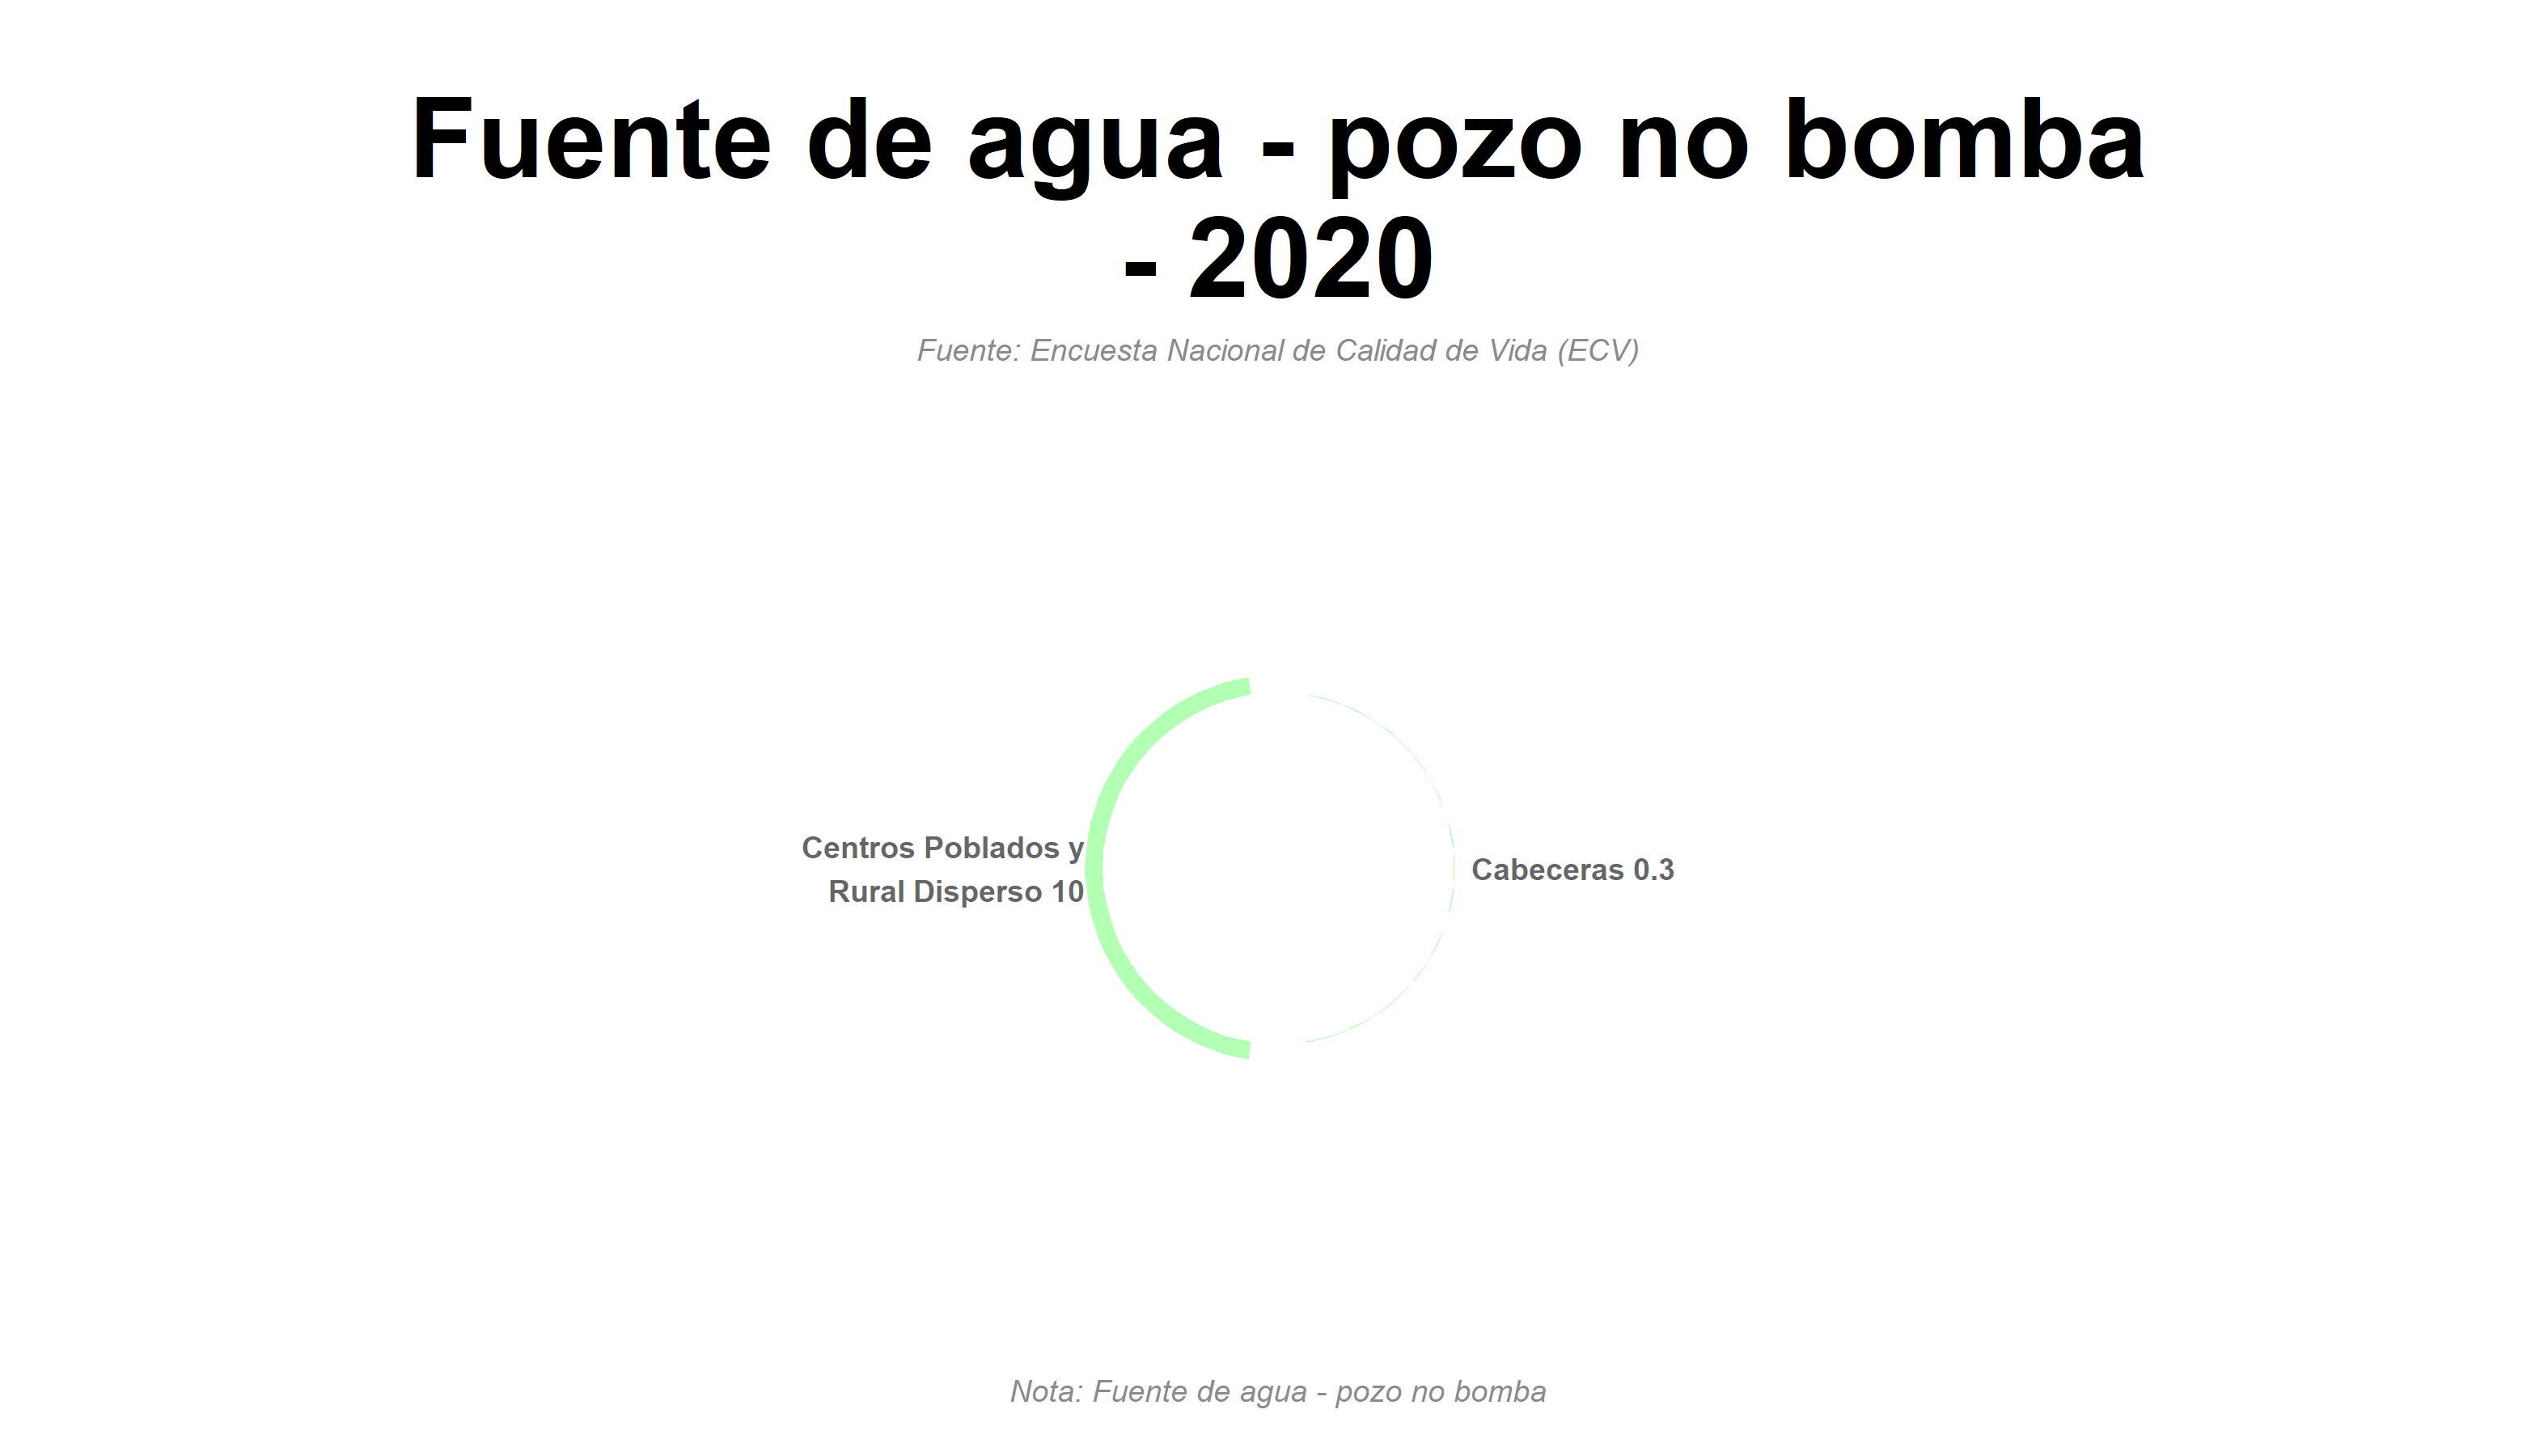 Fuente de agua - pozo no bomba
- 2020
Fuente: Encuesta Nacional de Calidad de Vida (ECV)
Centros Poblados y
Rural Disperso 10
Cabeceras 0.3
Nota: Fuente de agua - pozo no bomba